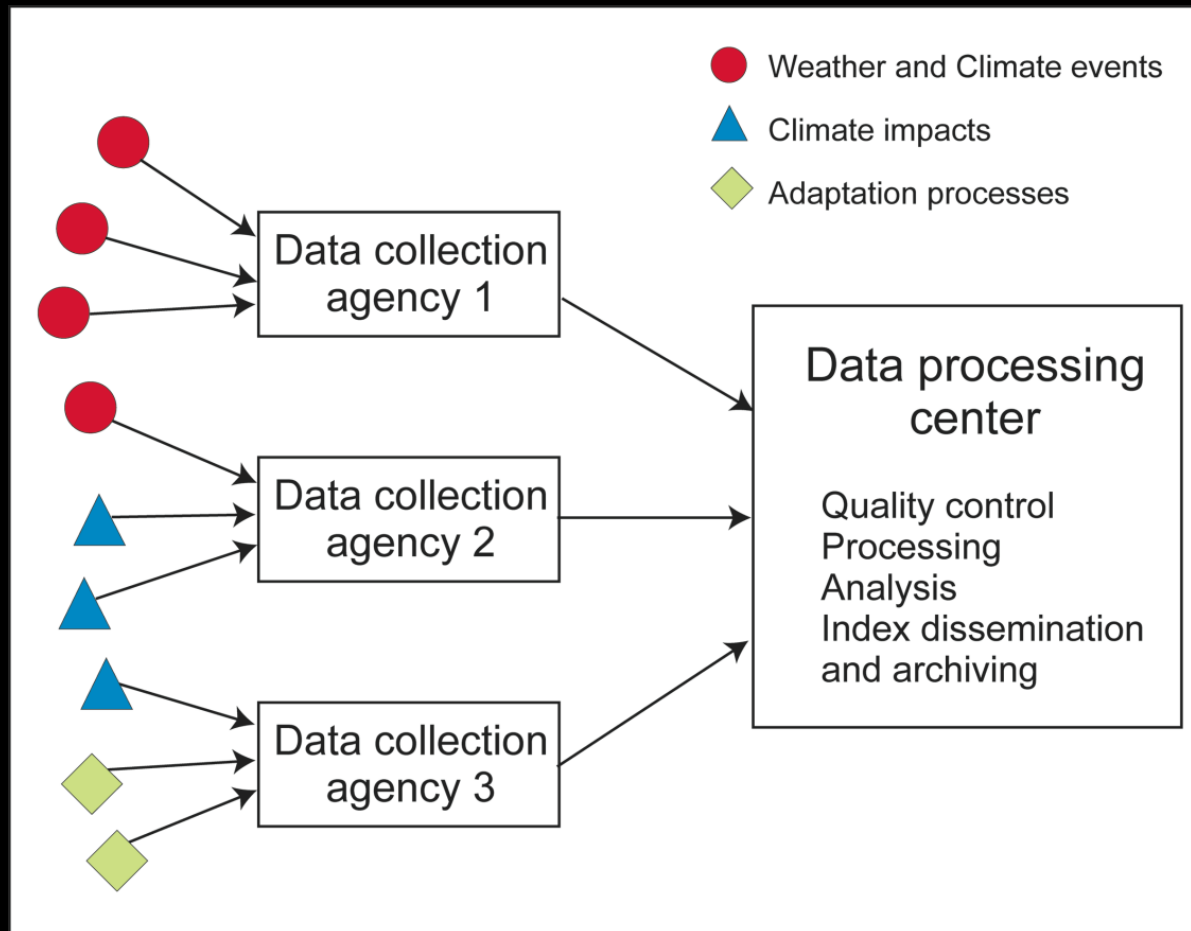 Weather and Climate events
Climate impacts
Adaptation processes
Data collection
agency 1
Data collection
agency 2
Data collection
agency 3
Data processing
center
Quality control
Processing
Analysis
Index dissemination
and archiving